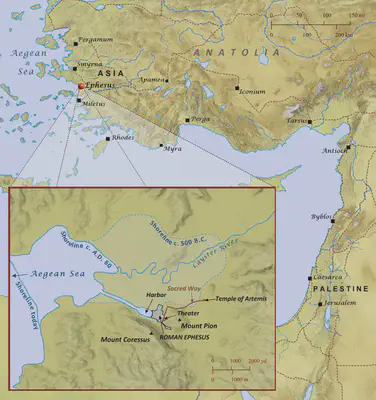 Aegean
Sea
Pergamum
Smyrna
ASIA
Ephesus
Miletus
Apamea
ANATOLIA
Iconium
Perga
Rhodes
Myra
Tarsus
Antioch
Byblos
Caesarea
PALESTINE
Jerusalem
0 50 100 150 mi
0 100 200 km
Shoreline c. A.D. 60
Shoreline c. 500 B.C.
Cayster River
Aegean Sea
Shoreline today
Sacred Way
Harbor
Temple of Artemis
Theater
Mount Pion
ROMAN EPHESUS
Mount Coressus
0 1000 2000 yd
0 1000 m